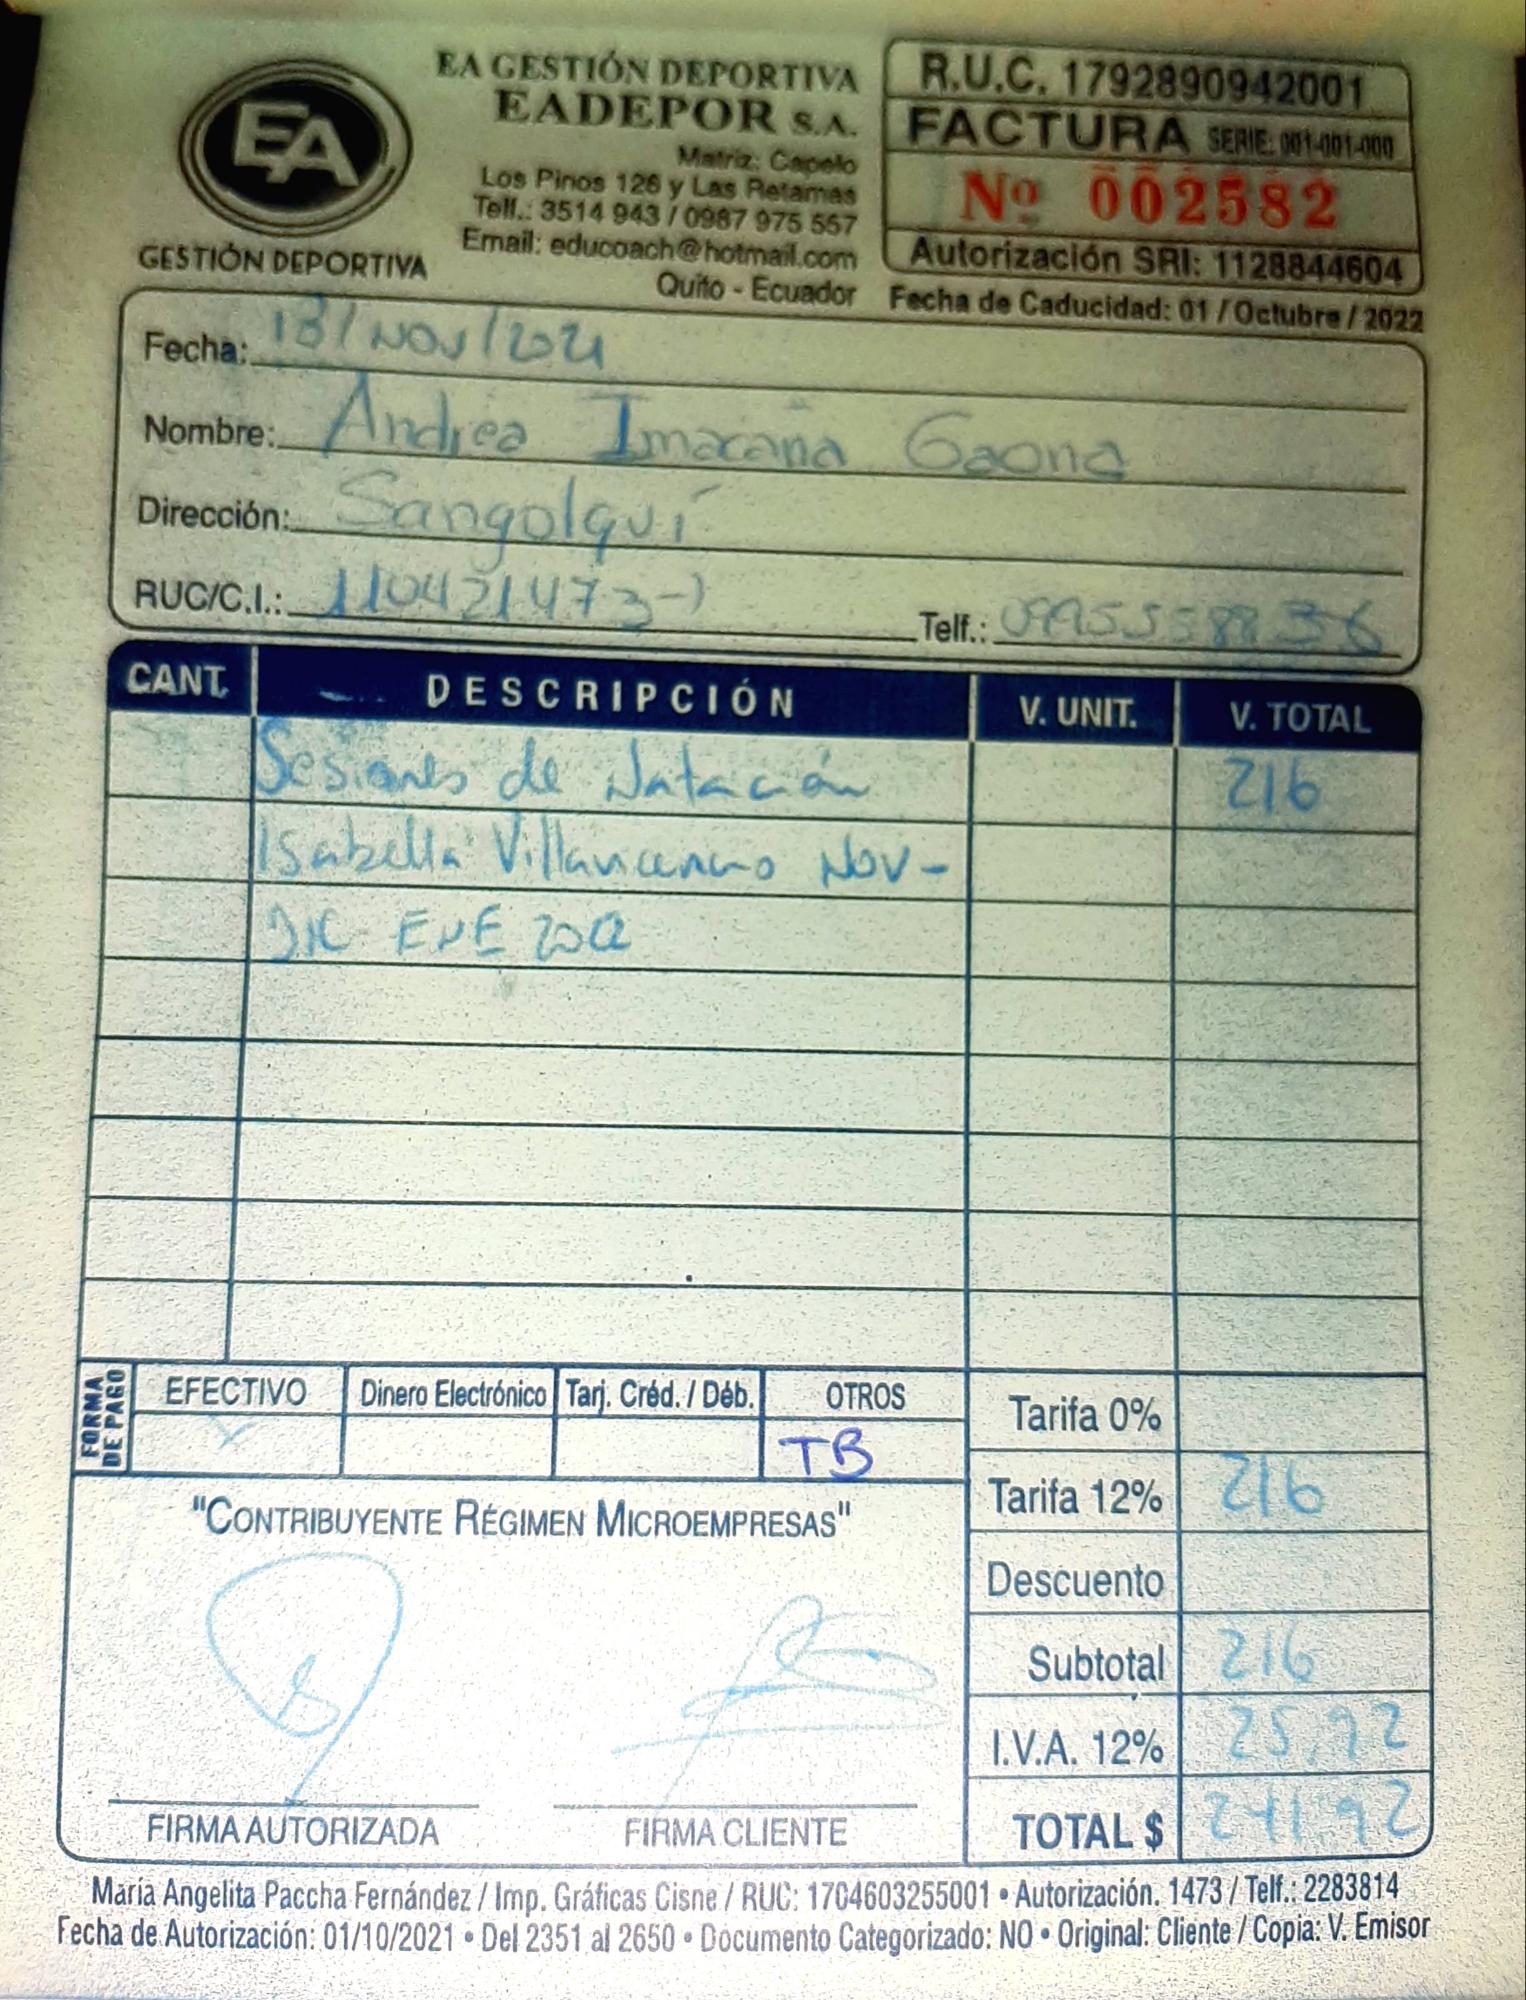 EA
GESTIÓN DEPORTIVA
EA GESTIÓN DEPORTIVA
EADEPOR S.A.
Matriz: Capelo
Los Pinos 126 y Las Retamas
Telf.: 3514 943 / 0987 975 557
Email: educoach@hotmail.com
Quito - Ecuador
R.U.C. 1792890942001
FACTURA SERIE: 001-001-000
Nº 002582
Autorización SRI: 1128844604
Fecha de Caducidad: 01 / Octubre / 2022
Fecha: 13/NOV/2021
Nombre: Andrea Imacaña Gaona
Dirección: Sangolquí
RUC/C.I.: 110421473-1
Telf.: 0995558836
CANT. DESCRIPCIÓN V. UNIT. V. TOTAL
Sesiones de Natación 216
Isabella Villavicencio NOV-
DIC ENE
FORMA DE PAGO
EFECTIVO Dinero Electrónico Tarj. Créd. / Déb. OTROS
TB
Tarifa 0%
Tarifa 12% 216
Descuento
Subtotal 216
I.V.A. 12% 25,92
TOTAL $ 241,92
"CONTRIBUYENTE RÉGIMEN MICROEMPRESAS"
FIRMA AUTORIZADA FIRMA CLIENTE
María Angelita Paccha Fernández / Imp. Gráficas Cisne / RUC: 1704603255001 • Autorización. 1473 / Telf.: 2283814
Fecha de Autorización: 01/10/2021 • Del 2351 al 2650 • Documento Categorizado: NO • Original: Cliente / Copia: V. Emisor